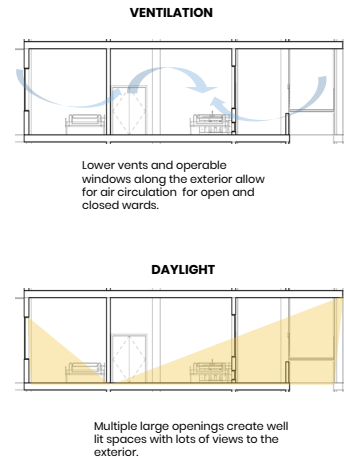 VENTILATION
Lower vents and operable
windows along the exterior allow
for air circulation for open and
closed wards.
DAYLIGHT
Multiple large openings create well
lit spaces with lots of views to the
exterior.